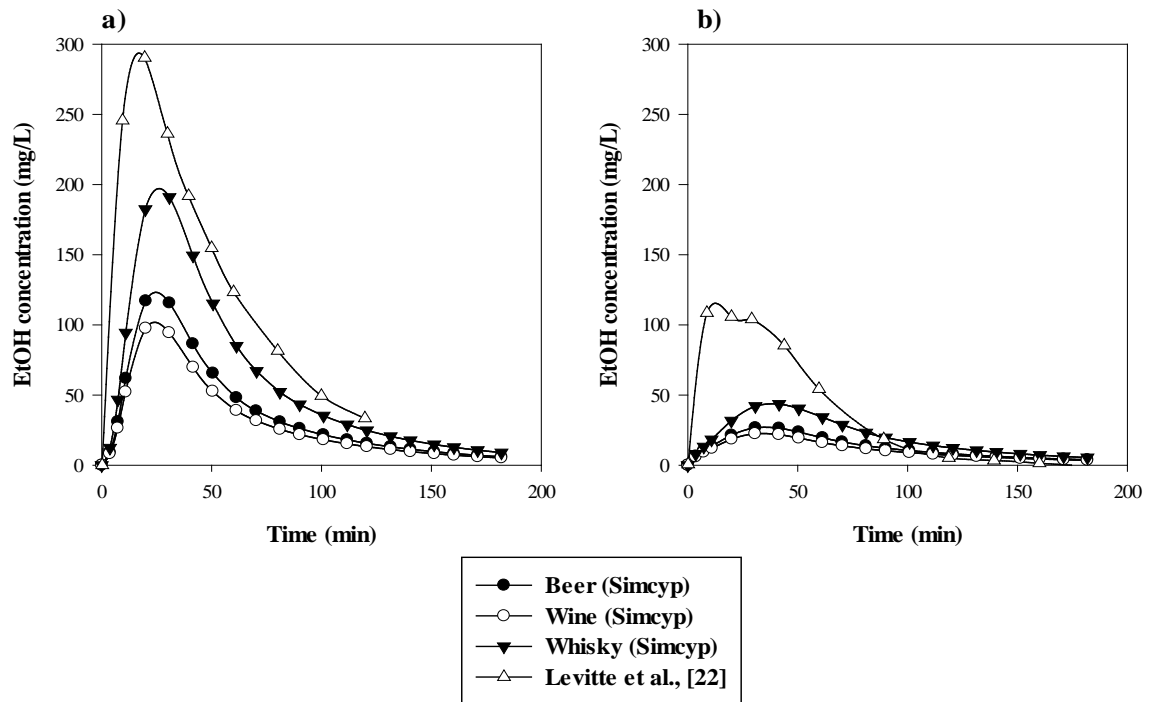 a)
EtOH concentration (mg/L)
300
250
200
150
100
50
0
0 50 100 150 200
Time (min)
b)
EtOH concentration (mg/L)
300
250
200
150
100
50
0
0 50 100 150 200
Time (min)
Beer (Simcyp)
Wine (Simcyp)
Whisky (Simcyp)
Levitte et al., [22]